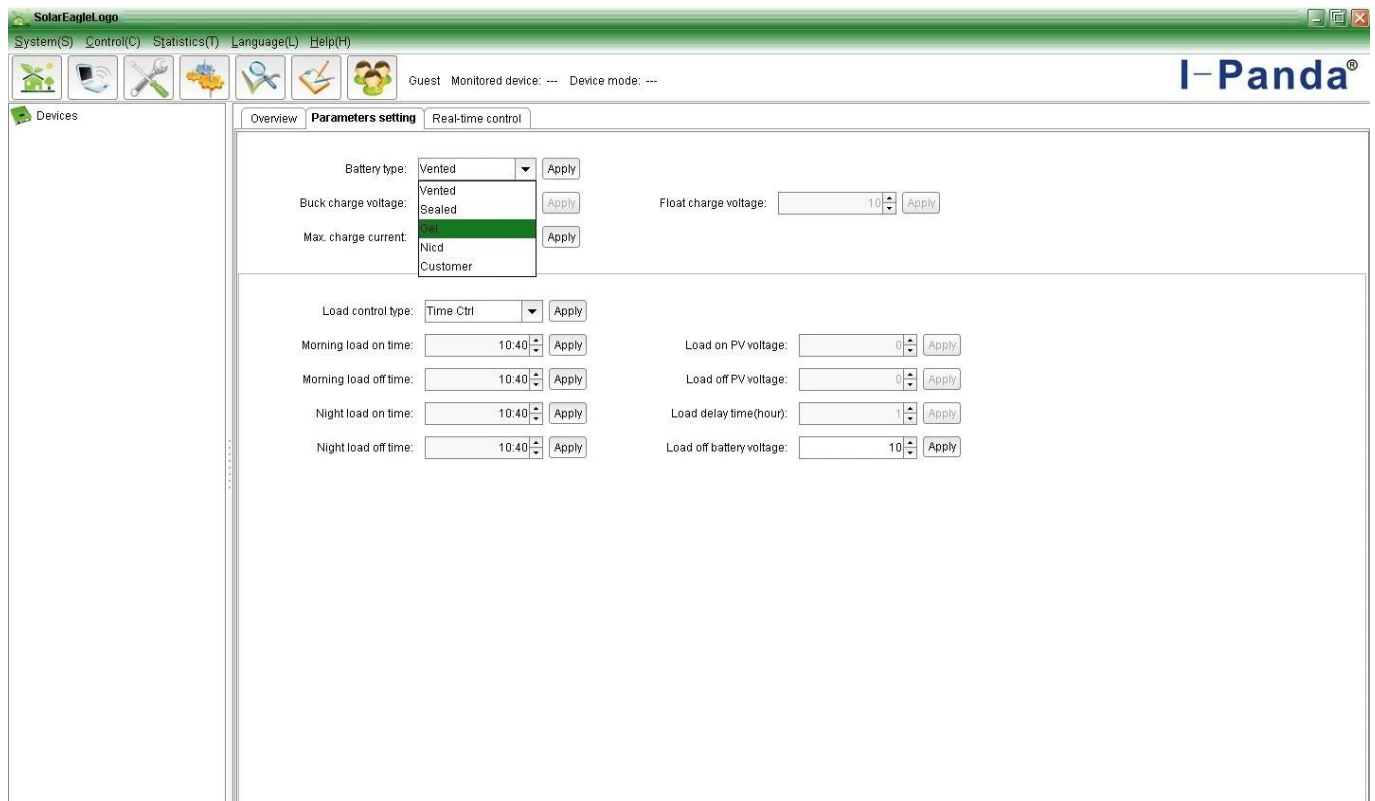 SolarEagleLogo
System(S) Control(C) Statistics(T) Language(L) Help(H)
Guest Monitored device: --- Device mode: ---
I-Panda®
Devices
Overview Parameters setting Real-time control
Battery type: Vented Apply
Vented
Buck charge voltage: Apply Float charge voltage: 10 Apply
Sealed
Gel
Max. charge current: Apply
Nicd
Customer
Load control type: Time Ctrl Apply
Morning load on time: 10:40 Apply Load on PV voltage: 0 Apply
Morning load off time: 10:40 Apply Load off PV voltage: 0 Apply
Night load on time: 10:40 Apply Load delay time(hour): 1 Apply
Night load off time: 10:40 Apply Load off battery voltage: 10 Apply